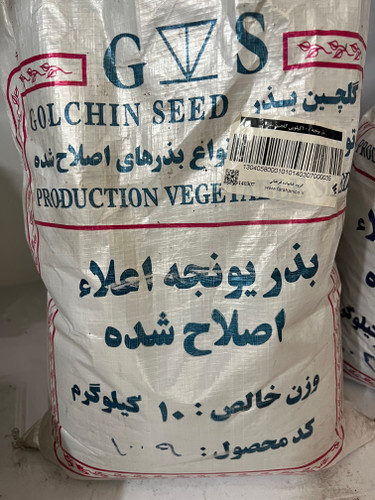 G S
GOLCHIN SEED
گلچین بذر
انواع بذرهای اصلاح شده
PRODUCTION VEGETA
بذر یونجه اعلاء
اصلاح شده
وزن خالص : ۱۰ کیلوگرم
کد محصول : ۱۰۰۹